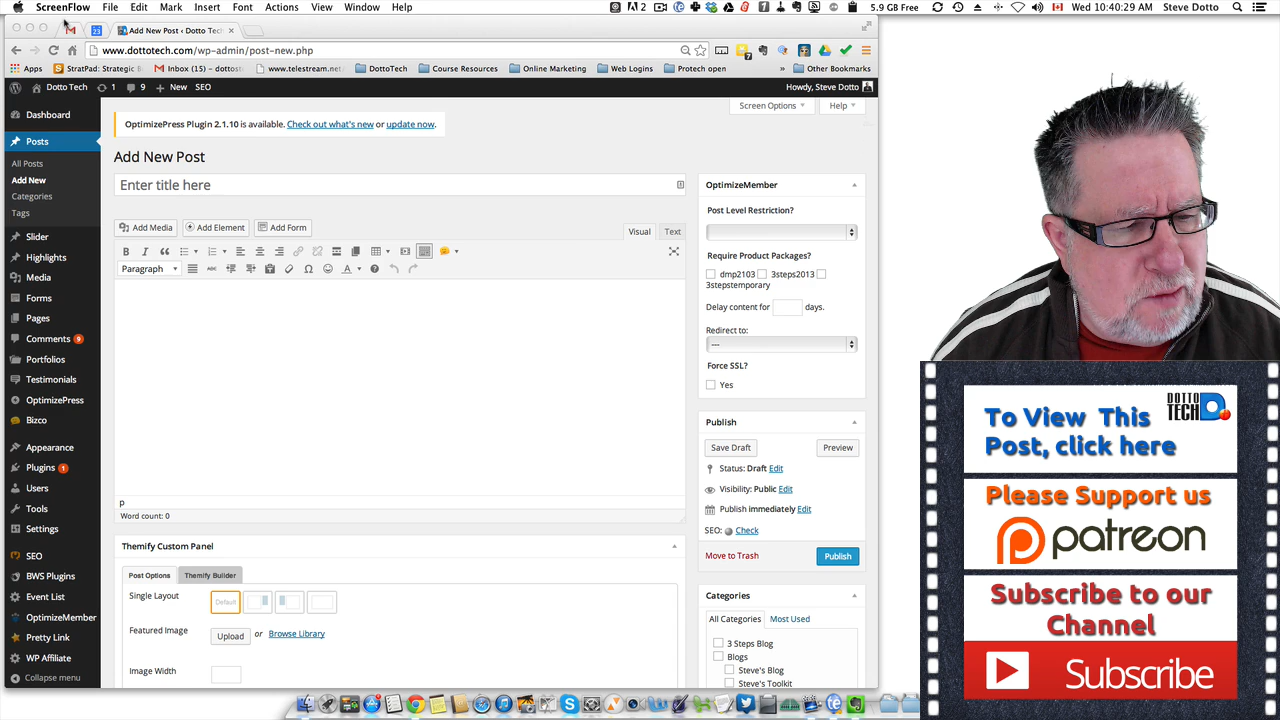 ScreenFlow File Edit Mark Insert Font Actions View Window Help
2 5.9 GB Free Wed 10:40:29 AM Steve Dotto
23 Add New Post ‹ Dotto Tech
www.dottotech.com/wp-admin/post-new.php
Apps StratPad: Strategic B Inbox (15) – dottos www.telestream.net DottoTech Course Resources Online Marketing Web Logins Protech open » Other Bookmarks
Dotto Tech 1 9 New SEO Howdy, Steve Dotto
Screen Options Help
OptimizePress Plugin 2.1.10 is available. Check out what's new or update now.
Add New Post
Enter title here
Add Media Add Element Add Form
Visual Text
Paragraph
p
Word count: 0
Themify Custom Panel
Post Options Themify Builder
Single Layout
Default
Featured Image
Upload or Browse Library
Image Width
Dashboard
Posts
All Posts
Add New
Categories
Tags
Slider
Highlights
Media
Forms
Pages
Comments 9
Portfolios
Testimonials
OptimizePress
Bizco
Appearance
Plugins 1
Users
Tools
Settings
SEO
BWS Plugins
Event List
OptimizeMember
Pretty Link
WP Affiliate
Collapse menu
OptimizeMember
Post Level Restriction?
Require Product Packages?
dmp2103 3steps2013
3stepstemporary
Delay content for days.
Redirect to:
---
Force SSL?
Yes
Publish
Save Draft Preview
Status: Draft Edit
Visibility: Public Edit
Publish immediately Edit
SEO: Check
Move to Trash Publish
Categories
All Categories Most Used
3 Steps Blog
Blogs
Steve's Blog
Steve's Toolkit
To View This
Post, click here
DOTTO
TECH
Please Support us
patreon
Subscribe to our
Channel
Subscribe